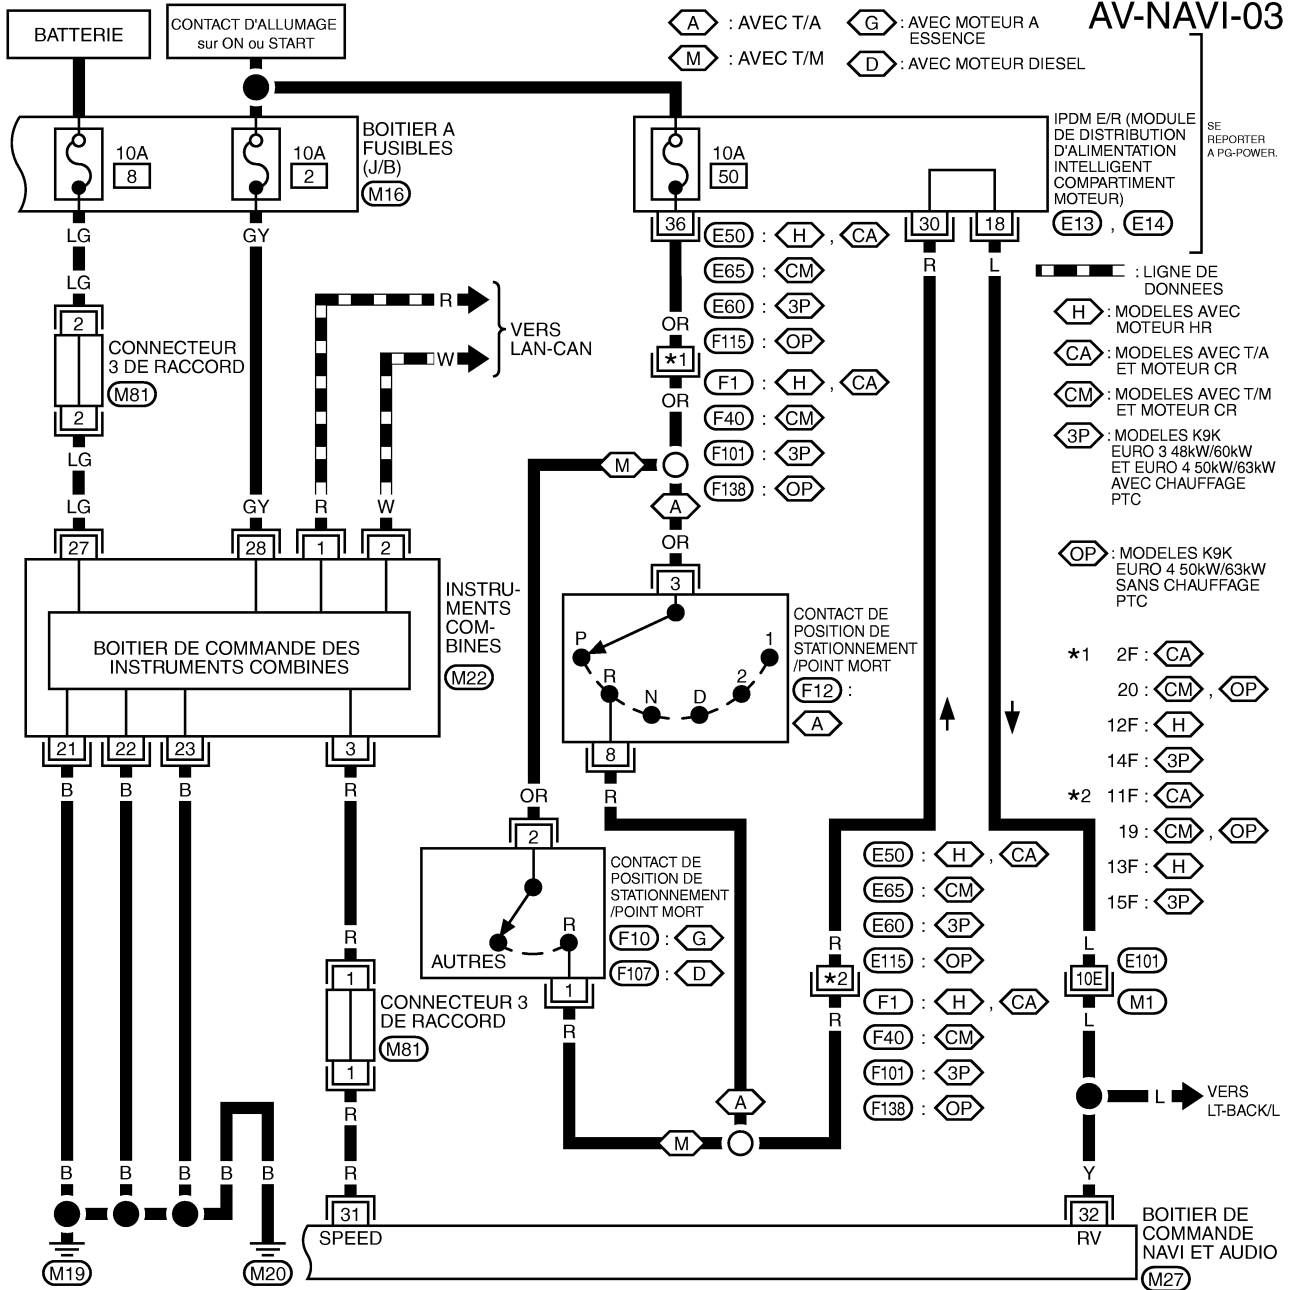 AV-NAVI-03
BATTERIE
CONTACT D'ALLUMAGE
sur ON ou START
A : AVEC T/A
M : AVEC T/M
G : AVEC MOTEUR A
ESSENCE
D : AVEC MOTEUR DIESEL
10A
8
10A
2
BOITIER A
FUSIBLES
(J/B)
M16
10A
50
IPDM E/R (MODULE
DE DISTRIBUTION
D'ALIMENTATION
INTELLIGENT
COMPARTIMENT
MOTEUR)
E13 , E14
SE
REPORTER
A PG-POWER.
36
30
18
LG
GY
R
L
LG
2
CONNECTEUR
3 DE RACCORD
M81
2
LG
LG
GY
R
W
R
W
VERS
LAN-CAN
OR
*1
OR
E50 : H , CA
E65 : CM
E60 : 3P
F115 : OP
F1 : H , CA
F40 : CM
F101 : 3P
F138 : OP
: LIGNE DE
DONNEES
H : MODELES AVEC
MOTEUR HR
CA : MODELES AVEC T/A
ET MOTEUR CR
CM : MODELES AVEC T/M
ET MOTEUR CR
3P : MODELES K9K
EURO 3 48kW/60kW
ET EURO 4 50kW/63kW
AVEC CHAUFFAGE
PTC
OP : MODELES K9K
EURO 4 50kW/63kW
SANS CHAUFFAGE
PTC
M
A
OR
27
28
1
2
BOITIER DE COMMANDE DES
INSTRUMENTS COMBINES
INSTRU-
MENTS
COM-
BINES
M22
21
22
23
3
3
P
R
N
D
2
1
8
CONTACT DE
POSITION DE
STATIONNEMENT
/POINT MORT
F12 :
A
*1 2F : CA
20 : CM , OP
12F : H
14F : 3P
*2 11F : CA
19 : CM , OP
13F : H
15F : 3P
B
B
B
R
R
OR
2
AUTRES
R
1
CONTACT DE
POSITION DE
STATIONNEMENT
/POINT MORT
F10 : G
F107 : D
E50 : H , CA
E65 : CM
E60 : 3P
E115 : OP
F1 : H , CA
F40 : CM
F101 : 3P
F138 : OP
R
*2
R
L
10E
L
E101
M1
R
1
CONNECTEUR 3
DE RACCORD
M81
1
R
R
A
M
L
VERS
LT-BACK/L
B
B
B
B
B
R
Y
M19
M20
31
SPEED
32
RV
BOITIER DE
COMMANDE
NAVI ET AUDIO
M27